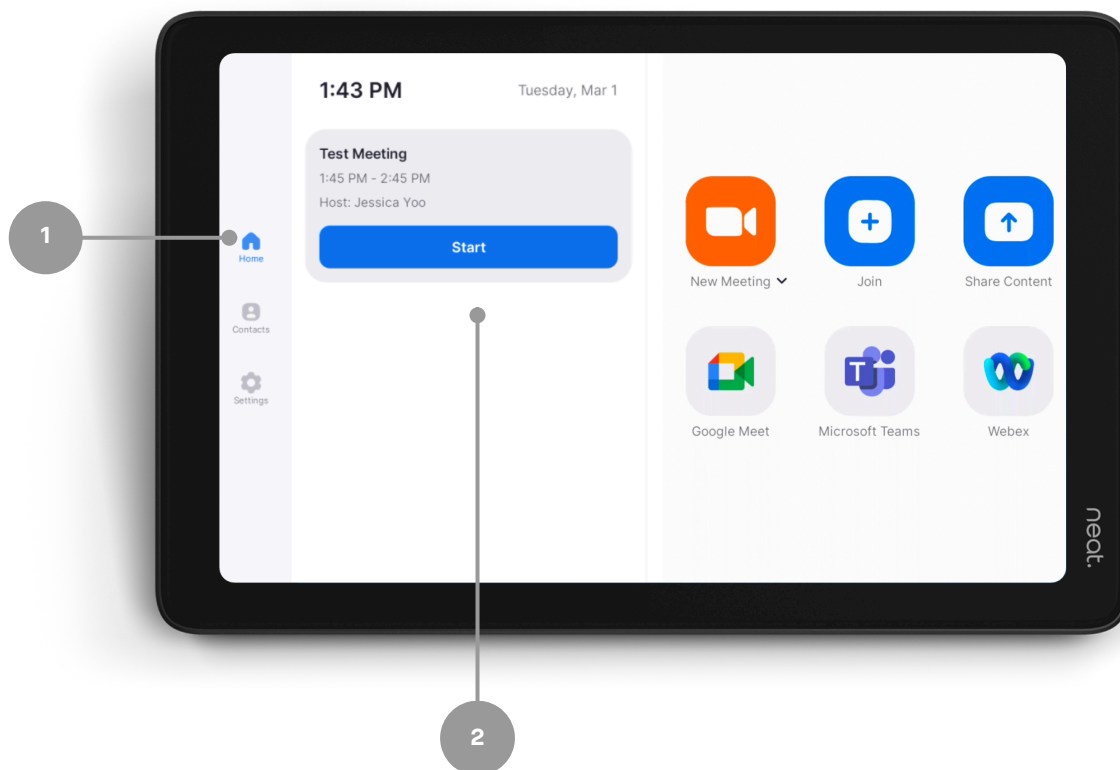 1:43 PM Tuesday, Mar 1
Test Meeting
1:45 PM - 2:45 PM
Host: Jessica Yoo
Start
1
Home
Contacts
Settings
New Meeting Join Share Content
Google Meet Microsoft Teams Webex
neat.
2